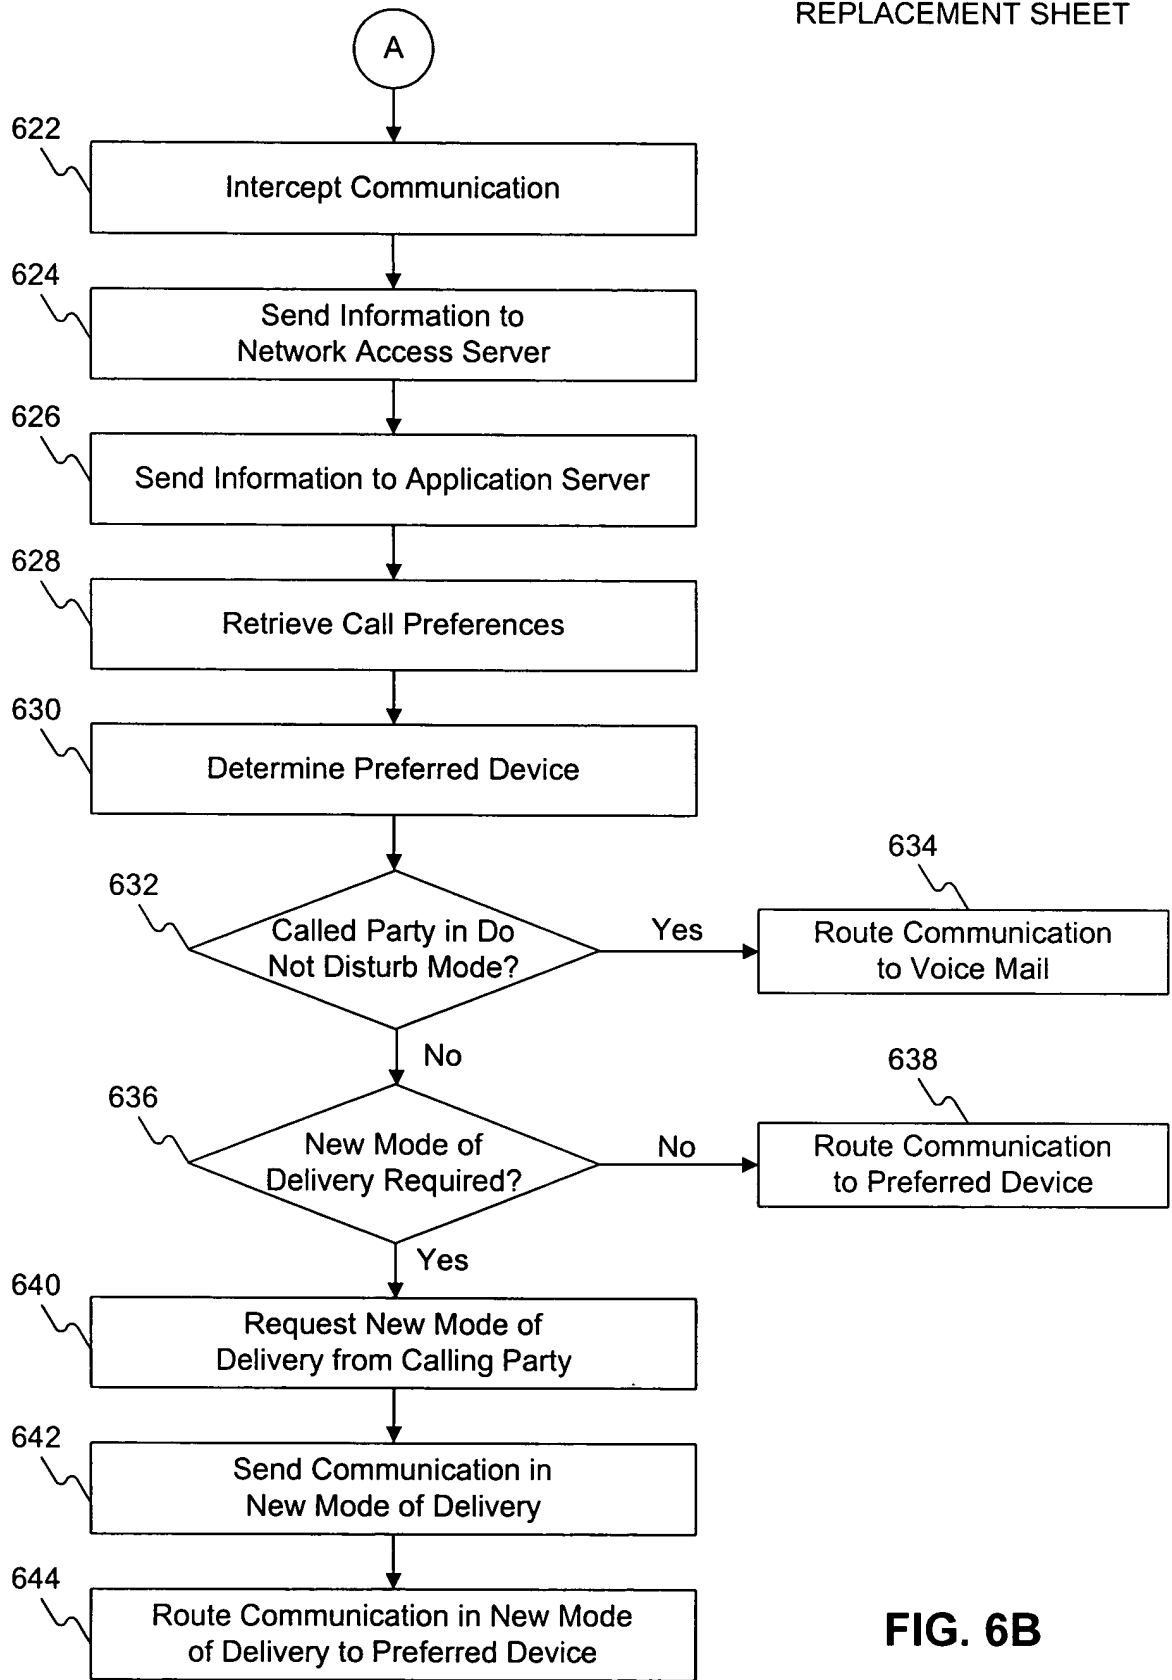 REPLACEMENT SHEET
A
622
Intercept Communication
624
Send Information to
Network Access Server
626
Send Information to Application Server
628
Retrieve Call Preferences
630
Determine Preferred Device
632
Called Party in Do
Not Disturb Mode?
Yes
634
Route Communication
to Voice Mail
No
636
New Mode of
Delivery Required?
No
638
Route Communication
to Preferred Device
Yes
640
Request New Mode of
Delivery from Calling Party
642
Send Communication in
New Mode of Delivery
644
Route Communication in New Mode
of Delivery to Preferred Device
FIG. 6B